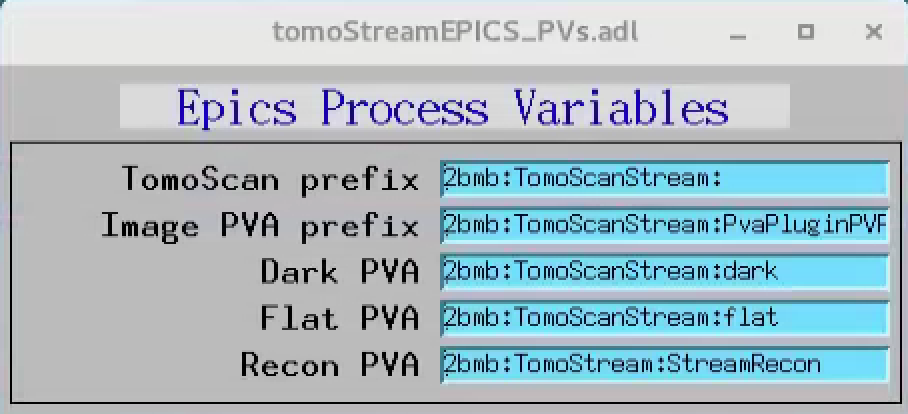 tomoStreamEPICS_PVs.adl
Epics Process Variables
TomoScan prefix 2bmb:TomoScanStream:
Image PVA prefix 2bmb:TomoScanStream:PvaPluginPVF
Dark PVA 2bmb:TomoScanStream:dark
Flat PVA 2bmb:TomoScanStream:flat
Recon PVA 2bmb:TomoStream:StreamRecon